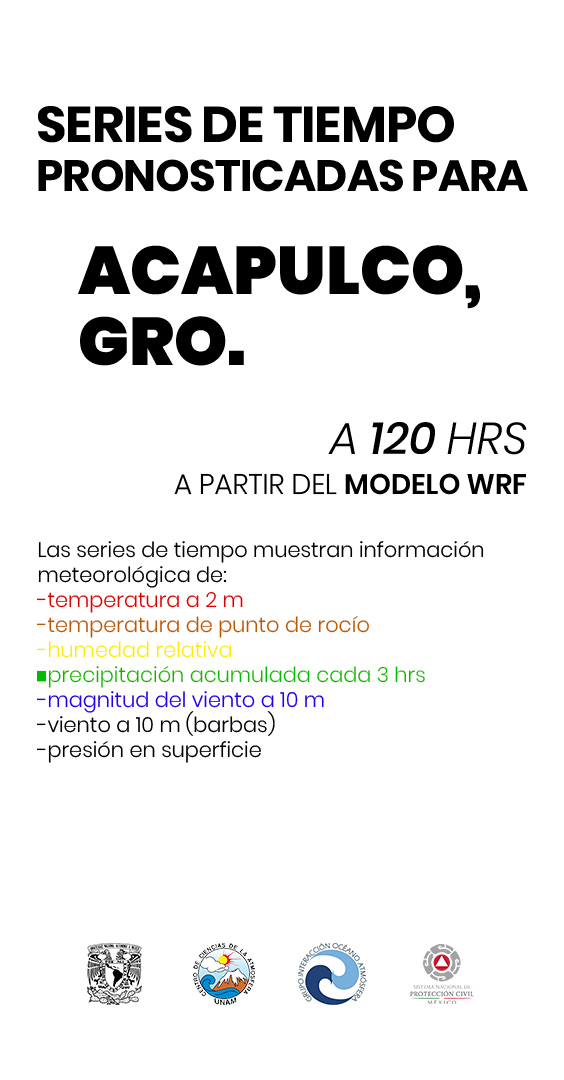 SERIES DE TIEMPO
PRONOSTICADAS PARA
ACAPULCO,
GRO.
A 120 HRS
A PARTIR DEL MODELO WRF
Las series de tiempo muestran información
meteorológica de:
-temperatura a 2 m
-temperatura de punto de rocío
-humedad relativa
■precipitación acumulada cada 3 hrs
-magnitud del viento a 10 m
-viento a 10 m (barbas)
-presión en superficie
CENTRO DE CIENCIAS DE LA ATMÓSFERA
UNAM
GRUPO INTERACCIÓN OCÉANO ATMÓSFERA
SISTEMA NACIONAL DE
PROTECCIÓN CIVIL
MÉXICO